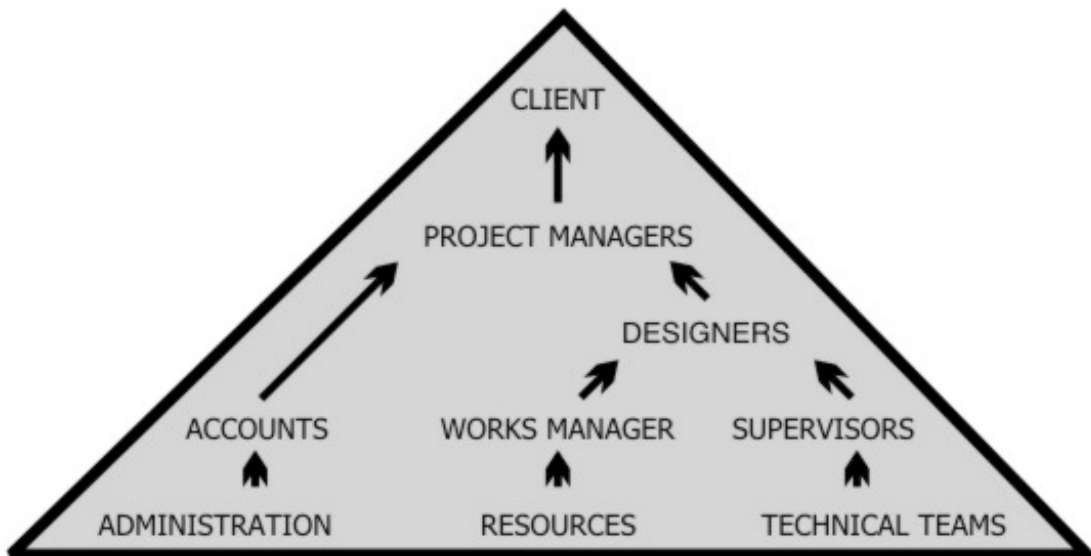 CLIENT
PROJECT MANAGERS
DESIGNERS
ACCOUNTS WORKS MANAGER SUPERVISORS
ADMINISTRATION RESOURCES TECHNICAL TEAMS